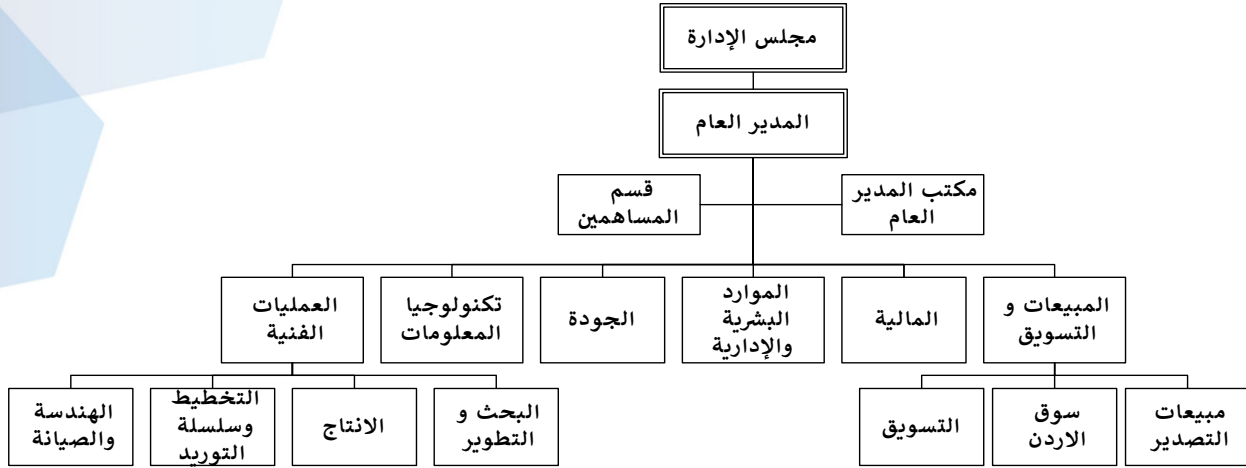 مجلس الإدارة
المدير العام
مكتب المدير
العام
قسم
المساهمين
المبيعات و
التسويق
المالية
الموارد
البشرية
والإدارية
الجودة
تكنولوجيا
المعلومات
العمليات
الفنية
مبيعات
التصدير
سوق
الاردن
التسويق
البحث و
التطوير
الانتاج
التخطيط
وسلسلة
التوريد
الهندسة
والصيانة